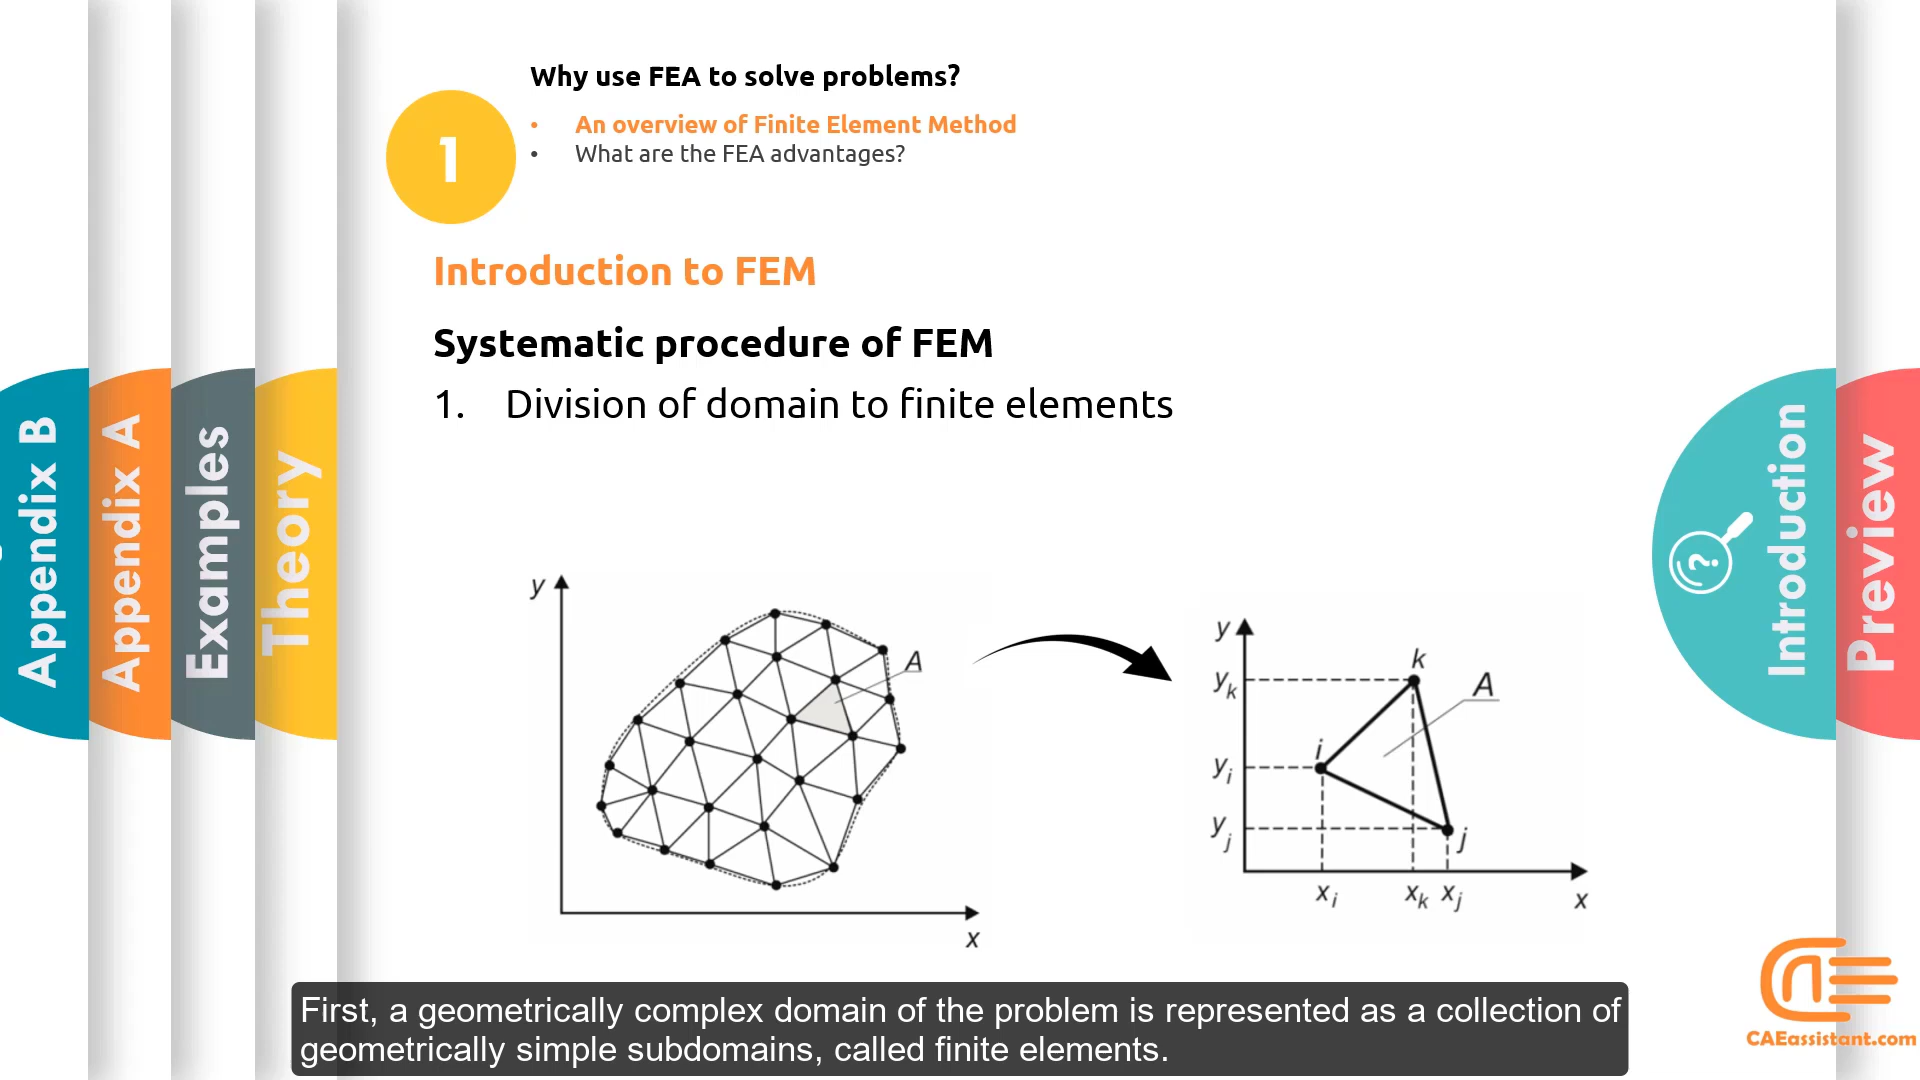 Why use FEA to solve problems?
1
• An overview of Finite Element Method
• What are the FEA advantages?
Introduction to FEM
Systematic procedure of FEM
1. Division of domain to finite elements
Appendix B
Appendix A
Examples
Theory
Introduction
?
Preview
y
A
x
y
yk
yi
yj
k
A
i
j
xi
xk
xj
x
First, a geometrically complex domain of the problem is represented as a collection of
geometrically simple subdomains, called finite elements.
CAEassistant.com